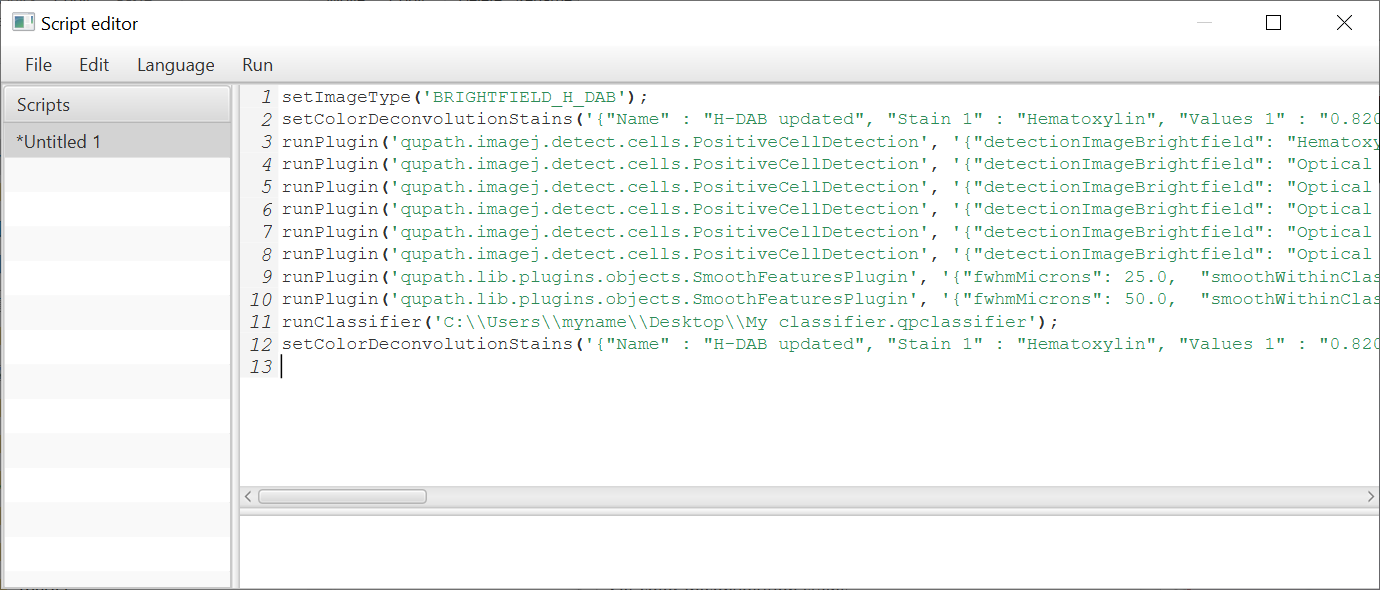 Script editor
File Edit Language Run
Scripts
*Untitled 1
1 setImageType('BRIGHTFIELD_H_DAB');
2 setColorDeconvolutionStains('{"Name" : "H-DAB updated", "Stain 1" : "Hematoxylin", "Values 1" : "0.820
3 runPlugin('qupath.imagej.detect.cells.PositiveCellDetection', '{"detectionImageBrightfield": "Hematoxy
4 runPlugin('qupath.imagej.detect.cells.PositiveCellDetection', '{"detectionImageBrightfield": "Optical
5 runPlugin('qupath.imagej.detect.cells.PositiveCellDetection', '{"detectionImageBrightfield": "Optical
6 runPlugin('qupath.imagej.detect.cells.PositiveCellDetection', '{"detectionImageBrightfield": "Optical
7 runPlugin('qupath.imagej.detect.cells.PositiveCellDetection', '{"detectionImageBrightfield": "Optical
8 runPlugin('qupath.imagej.detect.cells.PositiveCellDetection', '{"detectionImageBrightfield": "Optical
9 runPlugin('qupath.lib.plugins.objects.SmoothFeaturesPlugin', '{"fwhmMicrons": 25.0,  "smoothWithinClas
10 runPlugin('qupath.lib.plugins.objects.SmoothFeaturesPlugin', '{"fwhmMicrons": 50.0,  "smoothWithinClas
11 runClassifier('C:\\Users\\myname\\Desktop\\My classifier.qpclassifier');
12 setColorDeconvolutionStains('{"Name" : "H-DAB updated", "Stain 1" : "Hematoxylin", "Values 1" : "0.820
13